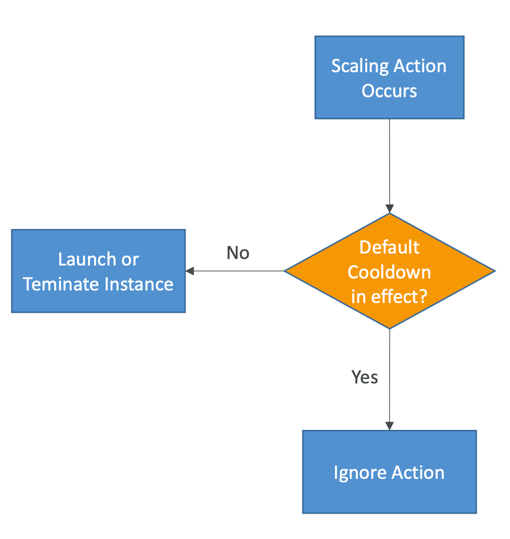 Scaling Action
Occurs
Default
Cooldown
in effect?
No
Launch or
Teminate Instance
Yes
Ignore Action